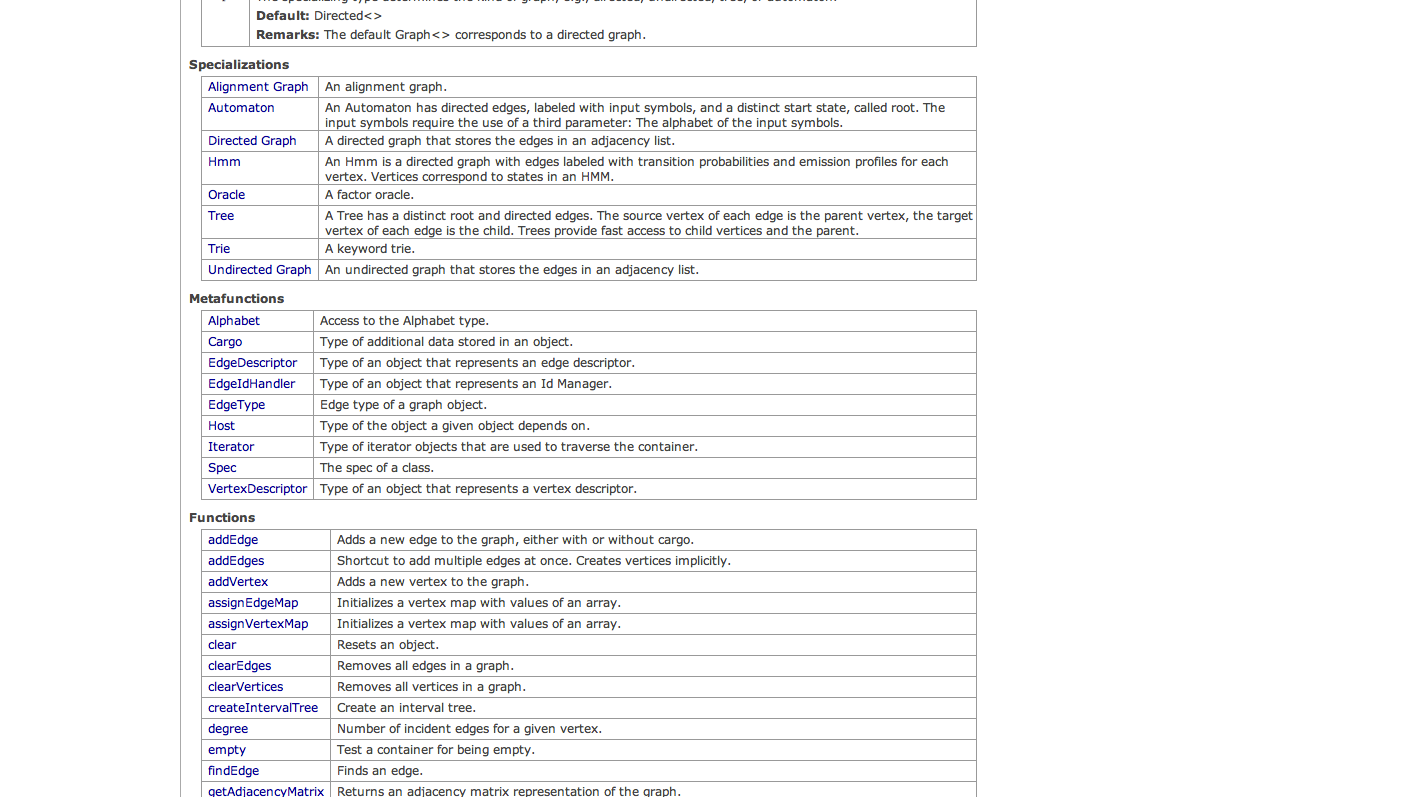 Default: Directed<>
Remarks: The default Graph<> corresponds to a directed graph.
Specializations
Alignment Graph An alignment graph.
Automaton An Automaton has directed edges, labeled with input symbols, and a distinct start state, called root. The
input symbols require the use of a third parameter: The alphabet of the input symbols.
Directed Graph A directed graph that stores the edges in an adjacency list.
Hmm An Hmm is a directed graph with edges labeled with transition probabilities and emission profiles for each
vertex. Vertices correspond to states in an HMM.
Oracle A factor oracle.
Tree A Tree has a distinct root and directed edges. The source vertex of each edge is the parent vertex, the target
vertex of each edge is the child. Trees provide fast access to child vertices and the parent.
Trie A keyword trie.
Undirected Graph An undirected graph that stores the edges in an adjacency list.
Metafunctions
Alphabet Access to the Alphabet type.
Cargo Type of additional data stored in an object.
EdgeDescriptor Type of an object that represents an edge descriptor.
EdgeIdHandler Type of an object that represents an Id Manager.
EdgeType Edge type of a graph object.
Host Type of the object a given object depends on.
Iterator Type of iterator objects that are used to traverse the container.
Spec The spec of a class.
VertexDescriptor Type of an object that represents a vertex descriptor.
Functions
addEdge Adds a new edge to the graph, either with or without cargo.
addEdges Shortcut to add multiple edges at once. Creates vertices implicitly.
addVertex Adds a new vertex to the graph.
assignEdgeMap Initializes a vertex map with values of an array.
assignVertexMap Initializes a vertex map with values of an array.
clear Resets an object.
clearEdges Removes all edges in a graph.
clearVertices Removes all vertices in a graph.
createIntervalTree Create an interval tree.
degree Number of incident edges for a given vertex.
empty Test a container for being empty.
findEdge Finds an edge.
getAdjacencyMatrix Returns an adjacency matrix representation of the graph.